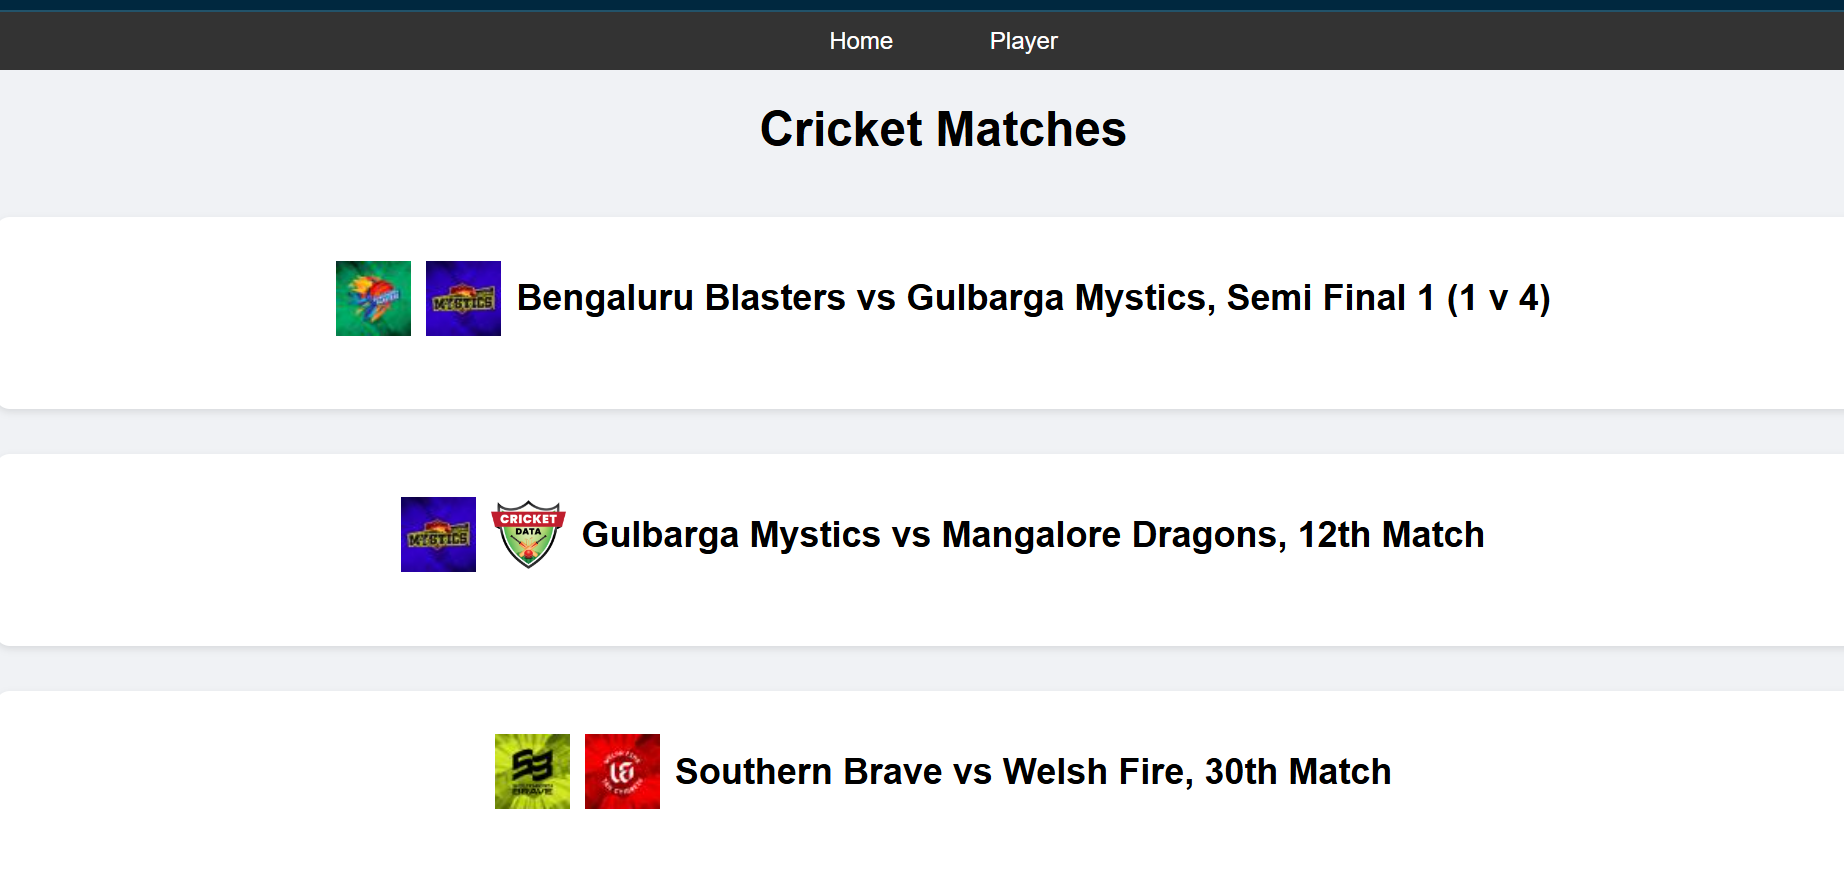 Home Player
Cricket Matches
MYSTICS
Bengaluru Blasters vs Gulbarga Mystics, Semi Final 1 (1 v 4)
MYSTICS
CRICKET
DATA
Gulbarga Mystics vs Mangalore Dragons, 12th Match
BRAVE
Southern Brave vs Welsh Fire, 30th Match